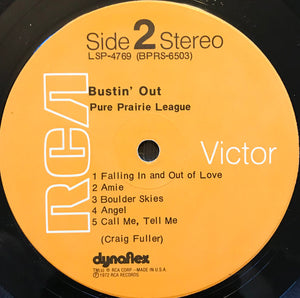 Side 2 Stereo
LSP-4769 (BPRS-6503)
Bustin' Out
Pure Prairie League
RCA Victor
1 Falling In and Out of Love
2 Amie
3 Boulder Skies
4 Angel
5 Call Me, Tell Me
(Craig Fuller)
dynaflex
TMK(s) ® RCA CORP.–MADE IN U.S.A.
℗ 1972 RCA RECORDS